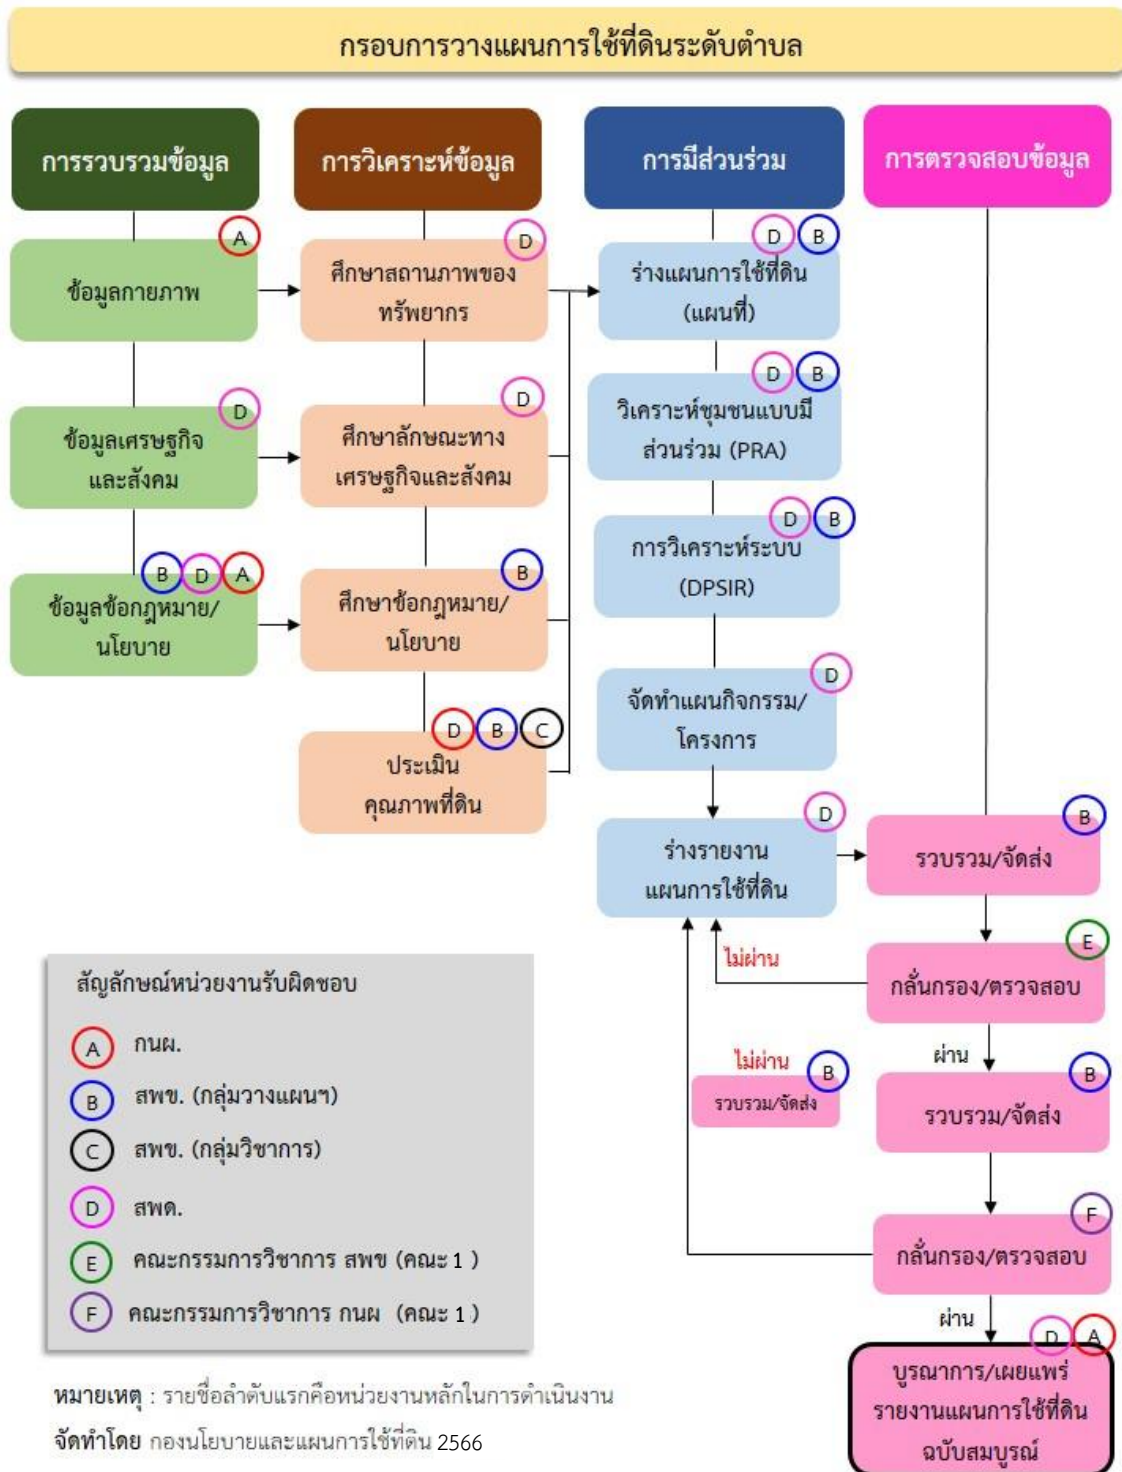 กรอบการวางแผนการใช้ที่ดินระดับตำบล
การรวบรวมข้อมูล
การวิเคราะห์ข้อมูล
การมีส่วนร่วม
การตรวจสอบข้อมูล
A
ข้อมูลกายภาพ
D
ข้อมูลเศรษฐกิจ
และสังคม
B D A
ข้อมูลข้อกฎหมาย/
นโยบาย
D
ศึกษาสถานภาพของ
ทรัพยากร
D
ศึกษาลักษณะทาง
เศรษฐกิจและสังคม
B
ศึกษาข้อกฎหมาย/
นโยบาย
D B C
ประเมิน
คุณภาพที่ดิน
D B
ร่างแผนการใช้ที่ดิน
(แผนที่)
D B
วิเคราะห์ชุมชนแบบมี
ส่วนร่วม (PRA)
D B
การวิเคราะห์ระบบ
(DPSIR)
D
จัดทำแผนกิจกรรม/
โครงการ
D
ร่างรายงาน
แผนการใช้ที่ดิน
B
รวบรวม/จัดส่ง
E
กลั่นกรอง/ตรวจสอบ
ไม่ผ่าน
ผ่าน
ไม่ผ่าน
B
รวบรวม/จัดส่ง
B
รวบรวม/จัดส่ง
F
กลั่นกรอง/ตรวจสอบ
ผ่าน
D A
บูรณาการ/เผยแพร่
รายงานแผนการใช้ที่ดิน
ฉบับสมบูรณ์
สัญลักษณ์หน่วยงานรับผิดชอบ
A กนผ.
B สพข. (กลุ่มวางแผนฯ)
C สพข. (กลุ่มวิชาการ)
D สพด.
E คณะกรรมการวิชาการ สพข (คณะ 1 )
F คณะกรรมการวิชาการ กนผ (คณะ 1 )
หมายเหตุ : รายชื่อลำดับแรกคือหน่วยงานหลักในการดำเนินงาน
จัดทำโดย กองนโยบายและแผนการใช้ที่ดิน 2566